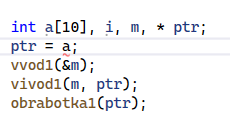 int a[10], i, m, * ptr;
ptr = a;
vvod1(&m);
vivod1(m, ptr);
obrabotka1(ptr);